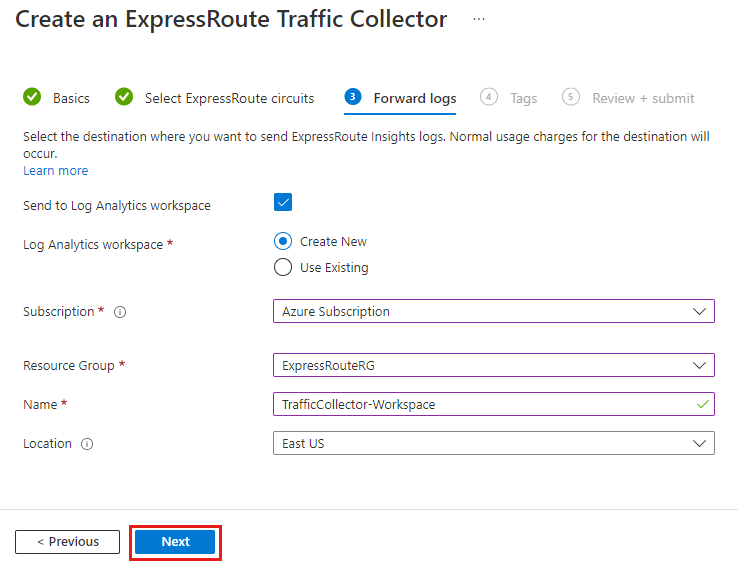 Create an ExpressRoute Traffic Collector ...
Basics Select ExpressRoute circuits 3 Forward logs 4 Tags 5 Review + submit
Select the destination where you want to send ExpressRoute Insights logs. Normal usage charges for the destination will
occur.
Learn more
Send to Log Analytics workspace
Log Analytics workspace * Create New
Use Existing
Subscription * Azure Subscription
Resource Group * ExpressRouteRG
Name * TrafficCollector-Workspace
Location East US
< Previous Next